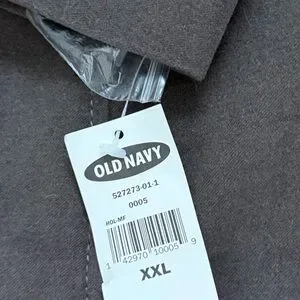 OLD NAVY
527273-01-1
0005
HOL-MF
1 42970 10005 9
XXL